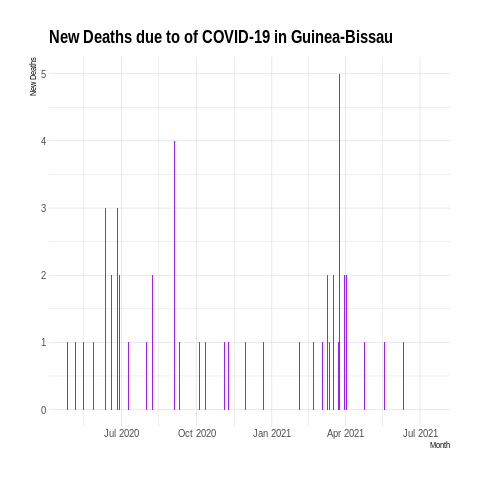 New Deaths due to of COVID-19 in Guinea-Bissau
New Deaths
5
4
3
2
1
0
Jul 2020 Oct 2020 Jan 2021 Apr 2021 Jul 2021
Month